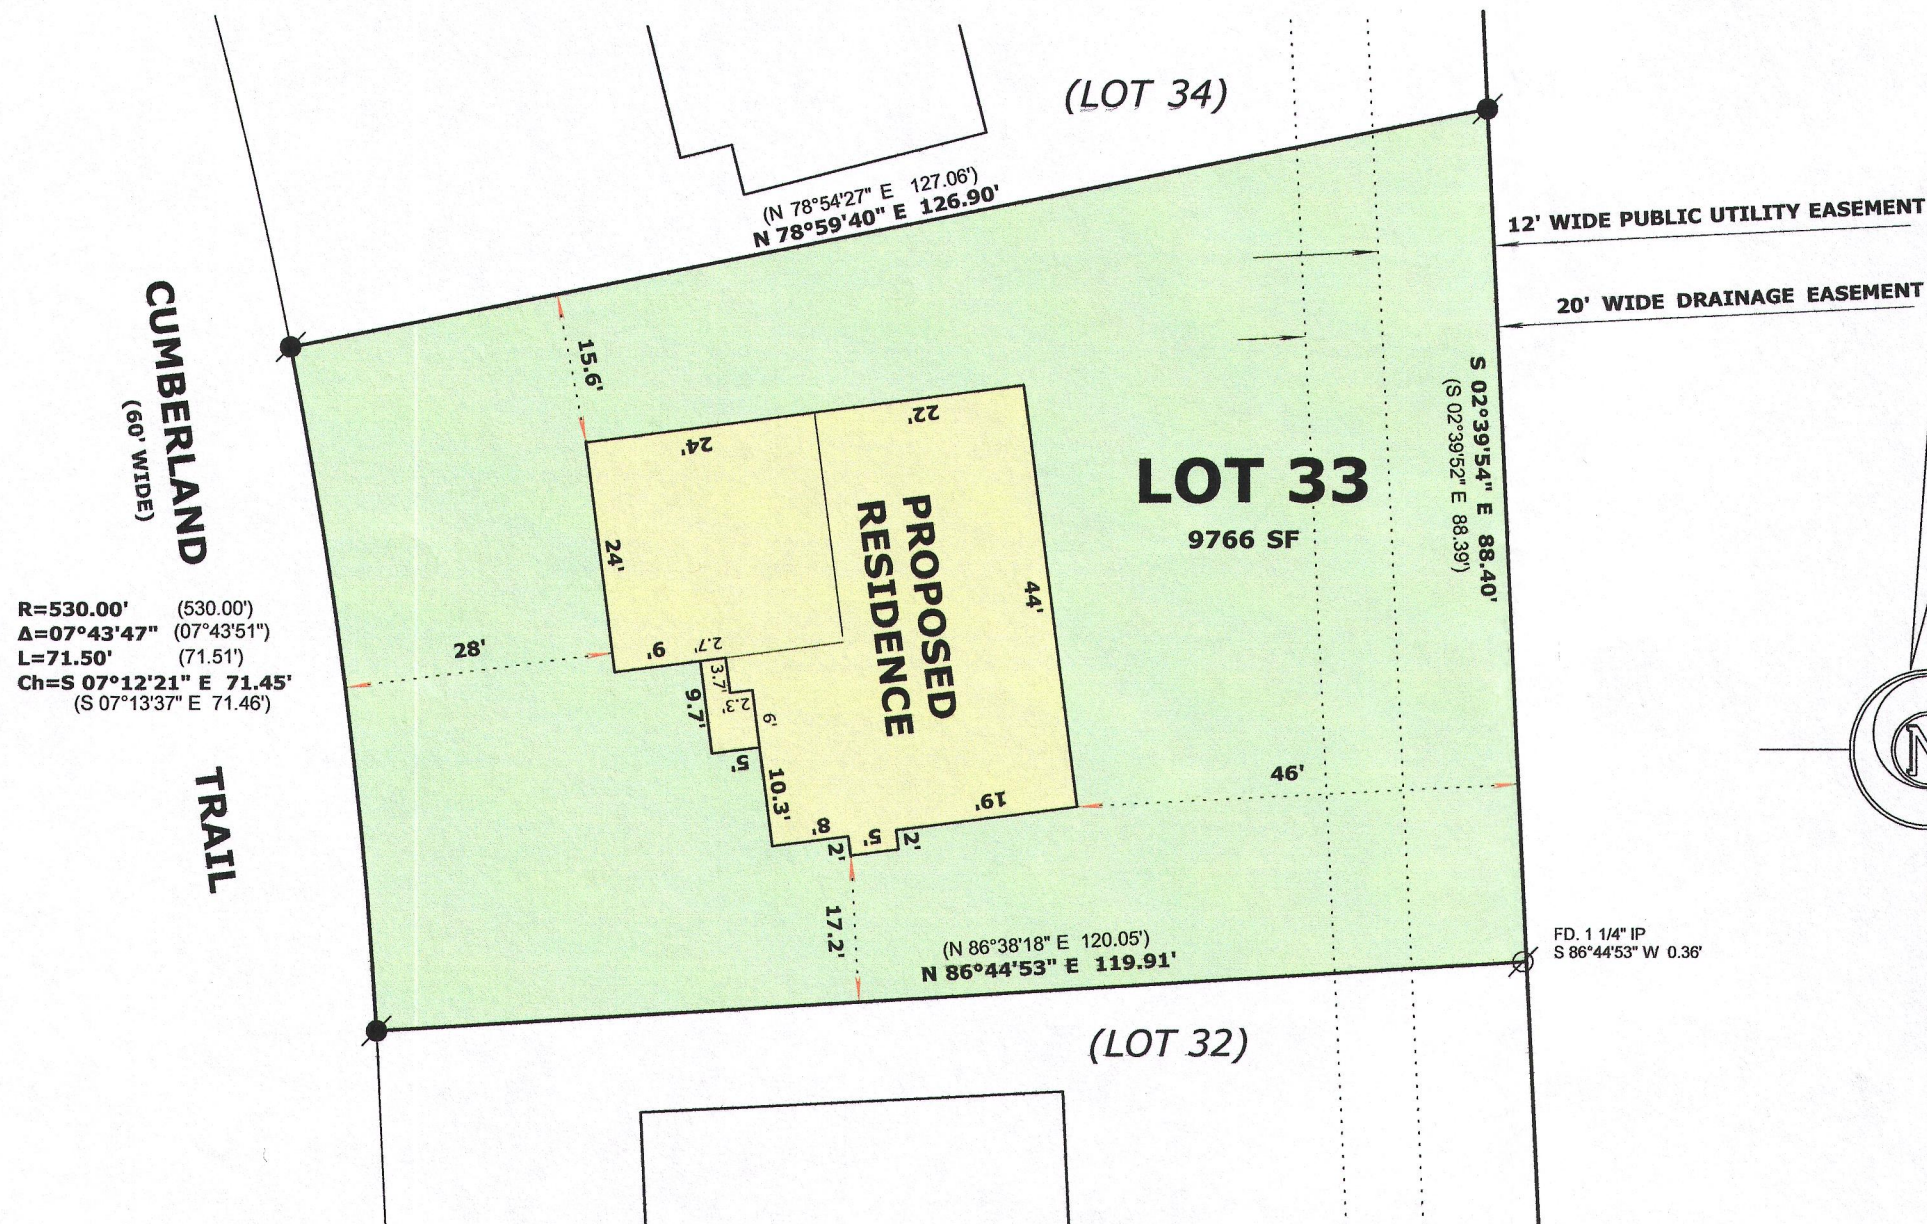 (LOT 34)
(N 78°54'27" E 127.06')
N 78°59'40" E 126.90'
12' WIDE PUBLIC UTILITY EASEMENT
20' WIDE DRAINAGE EASEMENT
CUMBERLAND
(60' WIDE)
TRAIL
15.6'
24'
22'
24'
44'
PROPOSED
RESIDENCE
LOT 33
9766 SF
S 02°39'54" E 88.40'
(S 02°39'52" E 88.39')
R=530.00' (530.00')
Δ=07°43'47" (07°43'51")
L=71.50' (71.51')
Ch=S 07°12'21" E 71.45'
(S 07°13'37" E 71.46')
28'
9'
2.7'
3.7'
9.7'
2.3'
6'
5'
10.3'
8'
2'
5'
2'
19'
46'
17.2'
(N 86°38'18" E 120.05')
N 86°44'53" E 119.91'
FD. 1 1/4" IP
S 86°44'53" W 0.36'
(LOT 32)
N